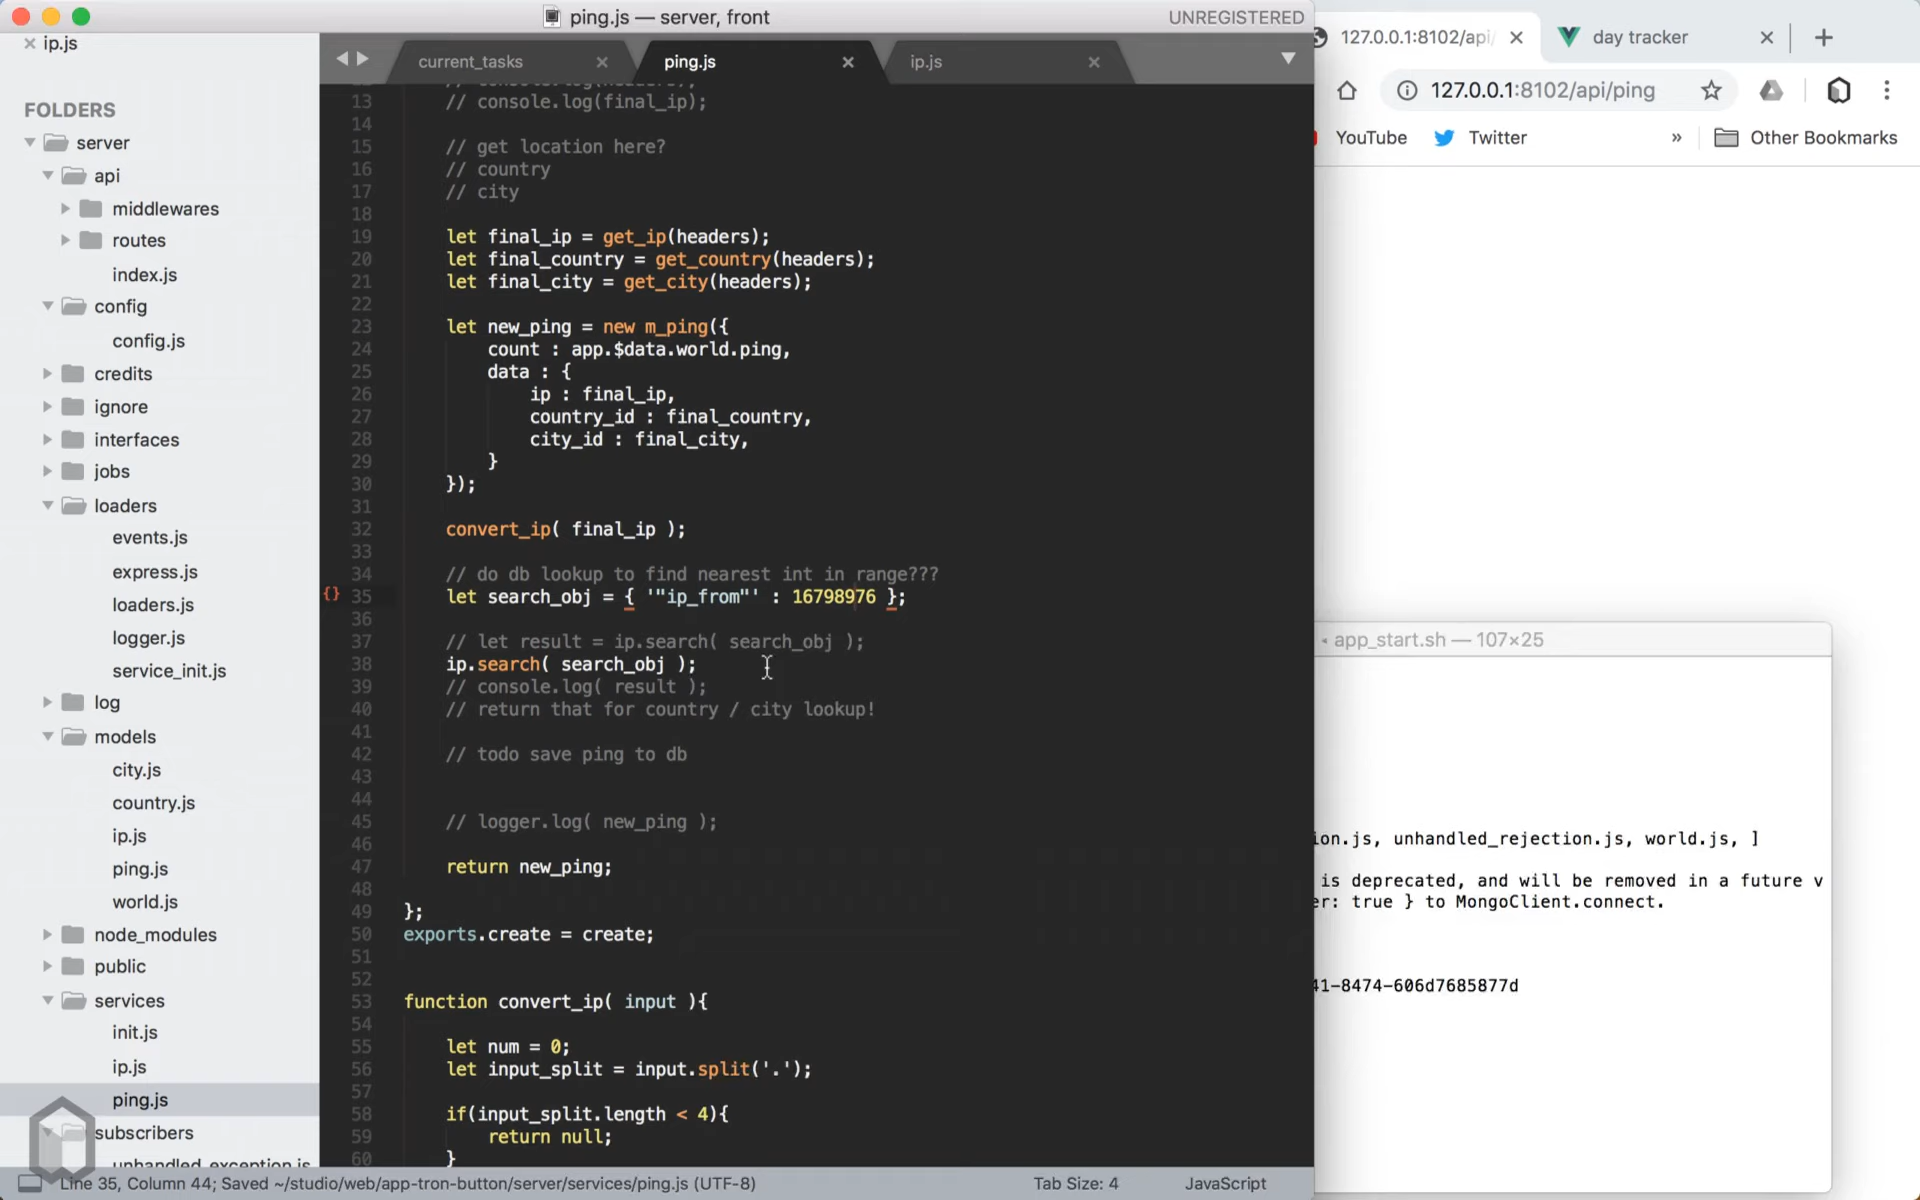 ping.js — server, front
UNREGISTERED
ip.js
FOLDERS
server
api
middlewares
routes
index.js
config
config.js
credits
ignore
interfaces
jobs
loaders
events.js
express.js
loaders.js
logger.js
service_init.js
log
models
city.js
country.js
ip.js
ping.js
world.js
node_modules
public
services
init.js
ip.js
ping.js
subscribers
unhandled_exception.js
current_tasks
ping.js
ip.js
13 // console.log(final_ip);
14
15 // get location here?
16 // country
17 // city
18
19 let final_ip = get_ip(headers);
20 let final_country = get_country(headers);
21 let final_city = get_city(headers);
22
23 let new_ping = new m_ping({
24 count : app.$data.world.ping,
25 data : {
26 ip : final_ip,
27 country_id : final_country,
28 city_id : final_city,
29 }
30 });
31
32 convert_ip( final_ip );
33
34 // do db lookup to find nearest int in range???
{} 35 let search_obj = { '"ip_from"' : 16798976 };
36
37 // let result = ip.search( search_obj );
38 ip.search( search_obj );
39 // console.log( result );
40 // return that for country / city lookup!
41
42 // todo save ping to db
43
44
45 // logger.log( new_ping );
46
47 return new_ping;
48
49 };
50 exports.create = create;
51
52
53 function convert_ip( input ){
54
55 let num = 0;
56 let input_split = input.split('.');
57
58 if(input_split.length < 4){
59 return null;
60 }
Line 35, Column 44; Saved ~/studio/web/app-tron-button/server/services/ping.js (UTF-8)
Tab Size: 4
JavaScript
127.0.0.1:8102/api/
day tracker
127.0.0.1:8102/api/ping
YouTube
Twitter
»
Other Bookmarks
app_start.sh — 107×25
ion.js, unhandled_rejection.js, world.js, ]
is deprecated, and will be removed in a future v
er: true } to MongoClient.connect.
41-8474-606d7685877d